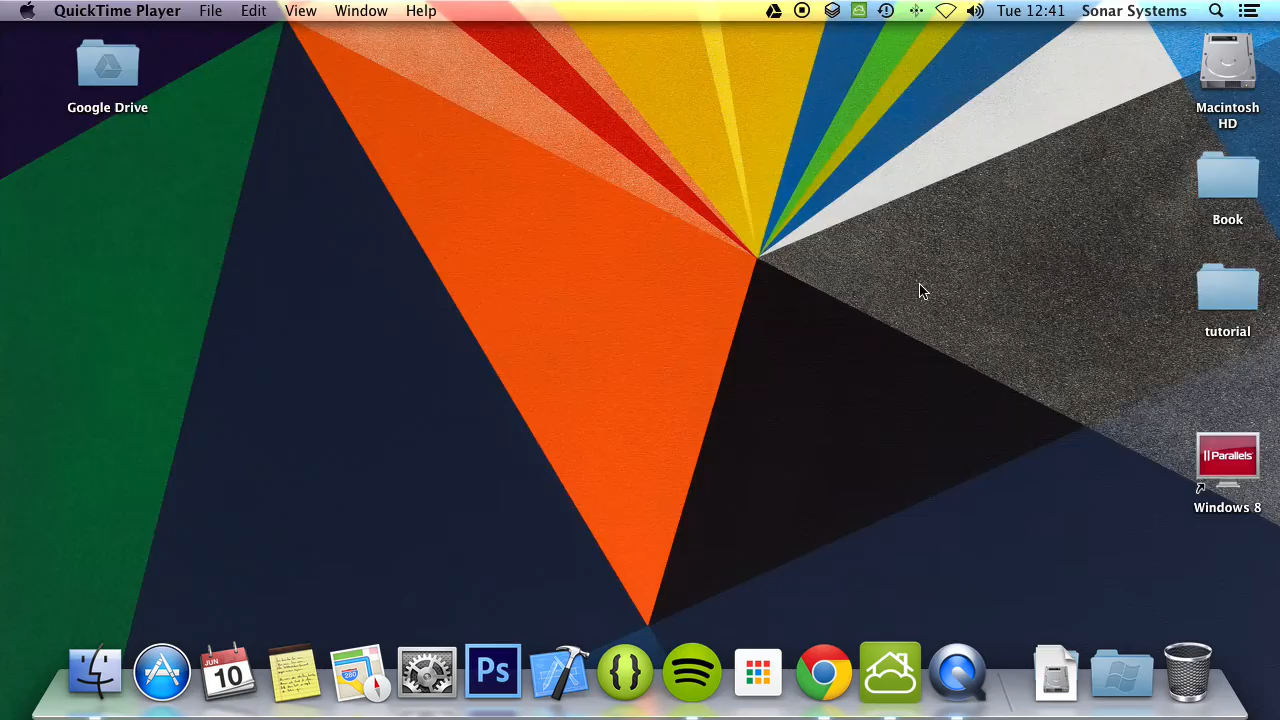 QuickTime Player File Edit View Window Help Tue 12:41 Sonar Systems
Google Drive
Macintosh
HD
Book
tutorial
Parallels
Windows 8
JUN
10
280
Ps
{}